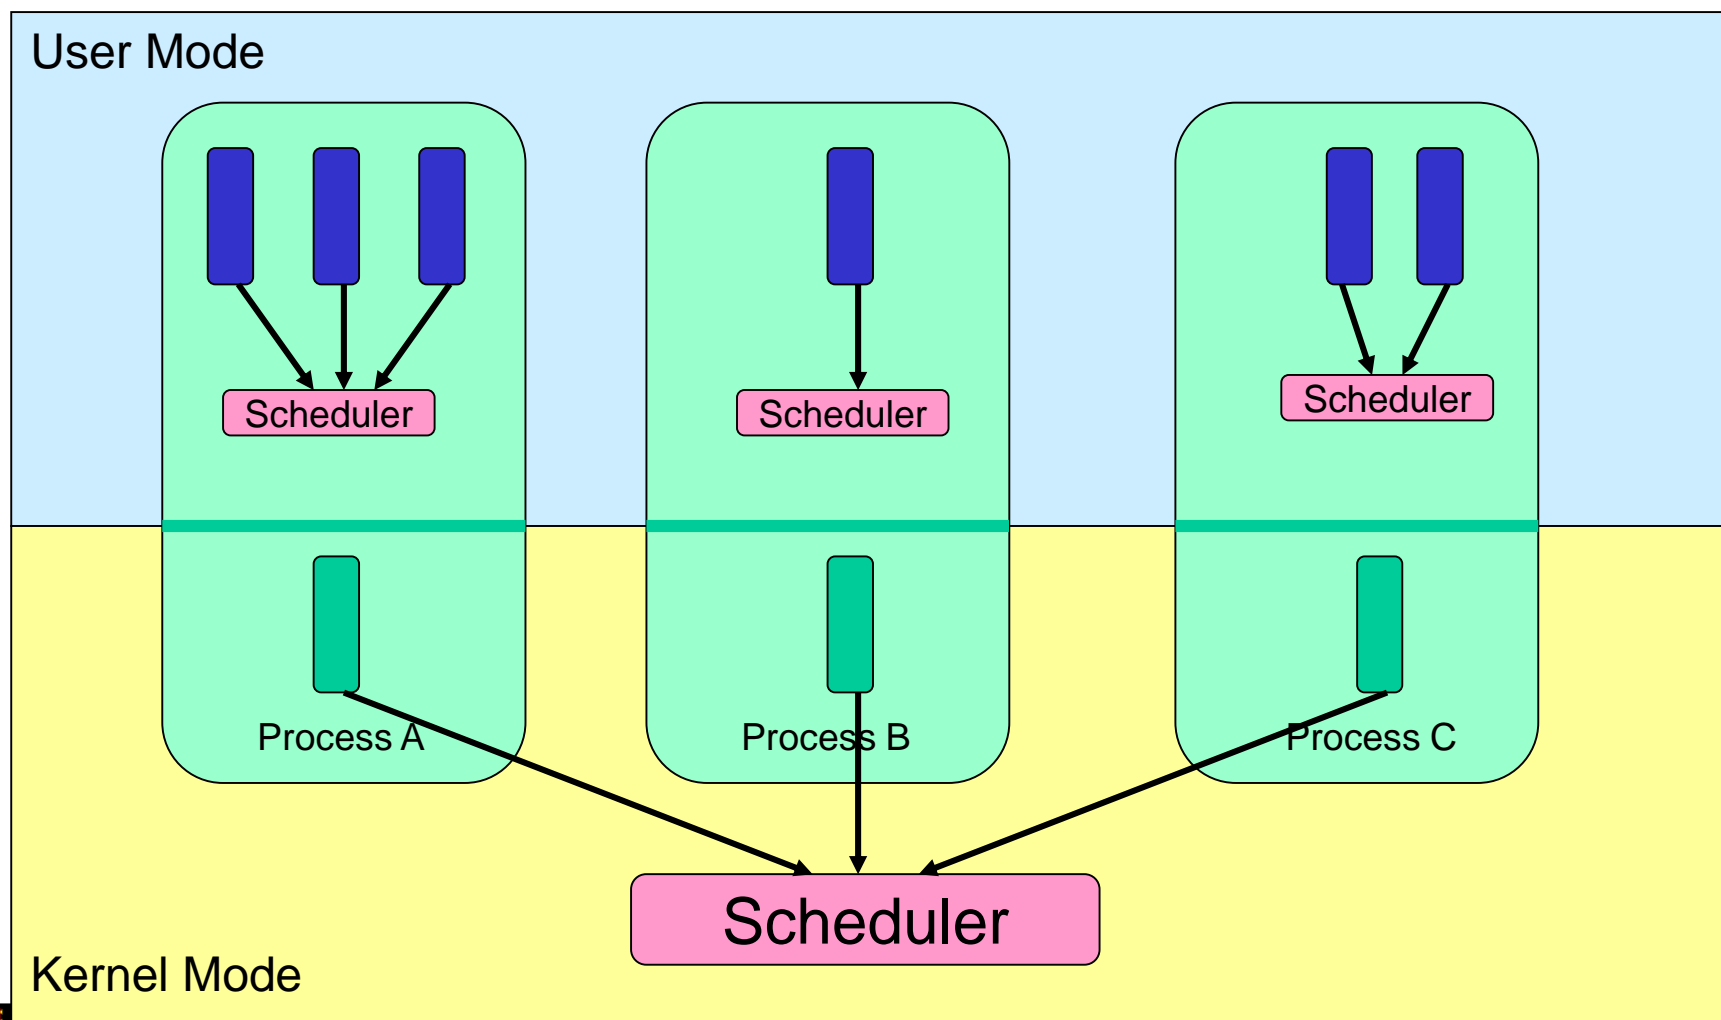 User Mode
Scheduler
Scheduler
Scheduler
Process A
Process B
Process C
Scheduler
Kernel Mode